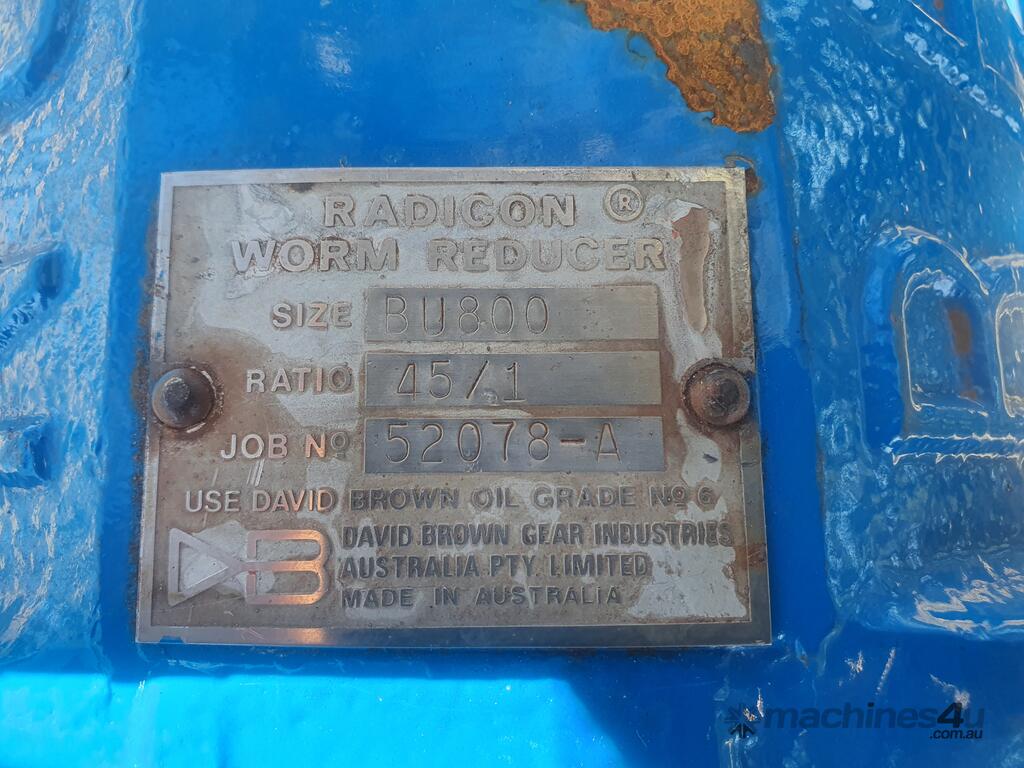 RADICON ®
WORM REDUCER
SIZE BU800
RATIO 45/1
JOB Nº 52078-A
USE DAVID BROWN OIL GRADE Nº 6
DB DAVID BROWN GEAR INDUSTRIES
AUSTRALIA PTY. LIMITED
MADE IN AUSTRALIA
machines4u
.com.au